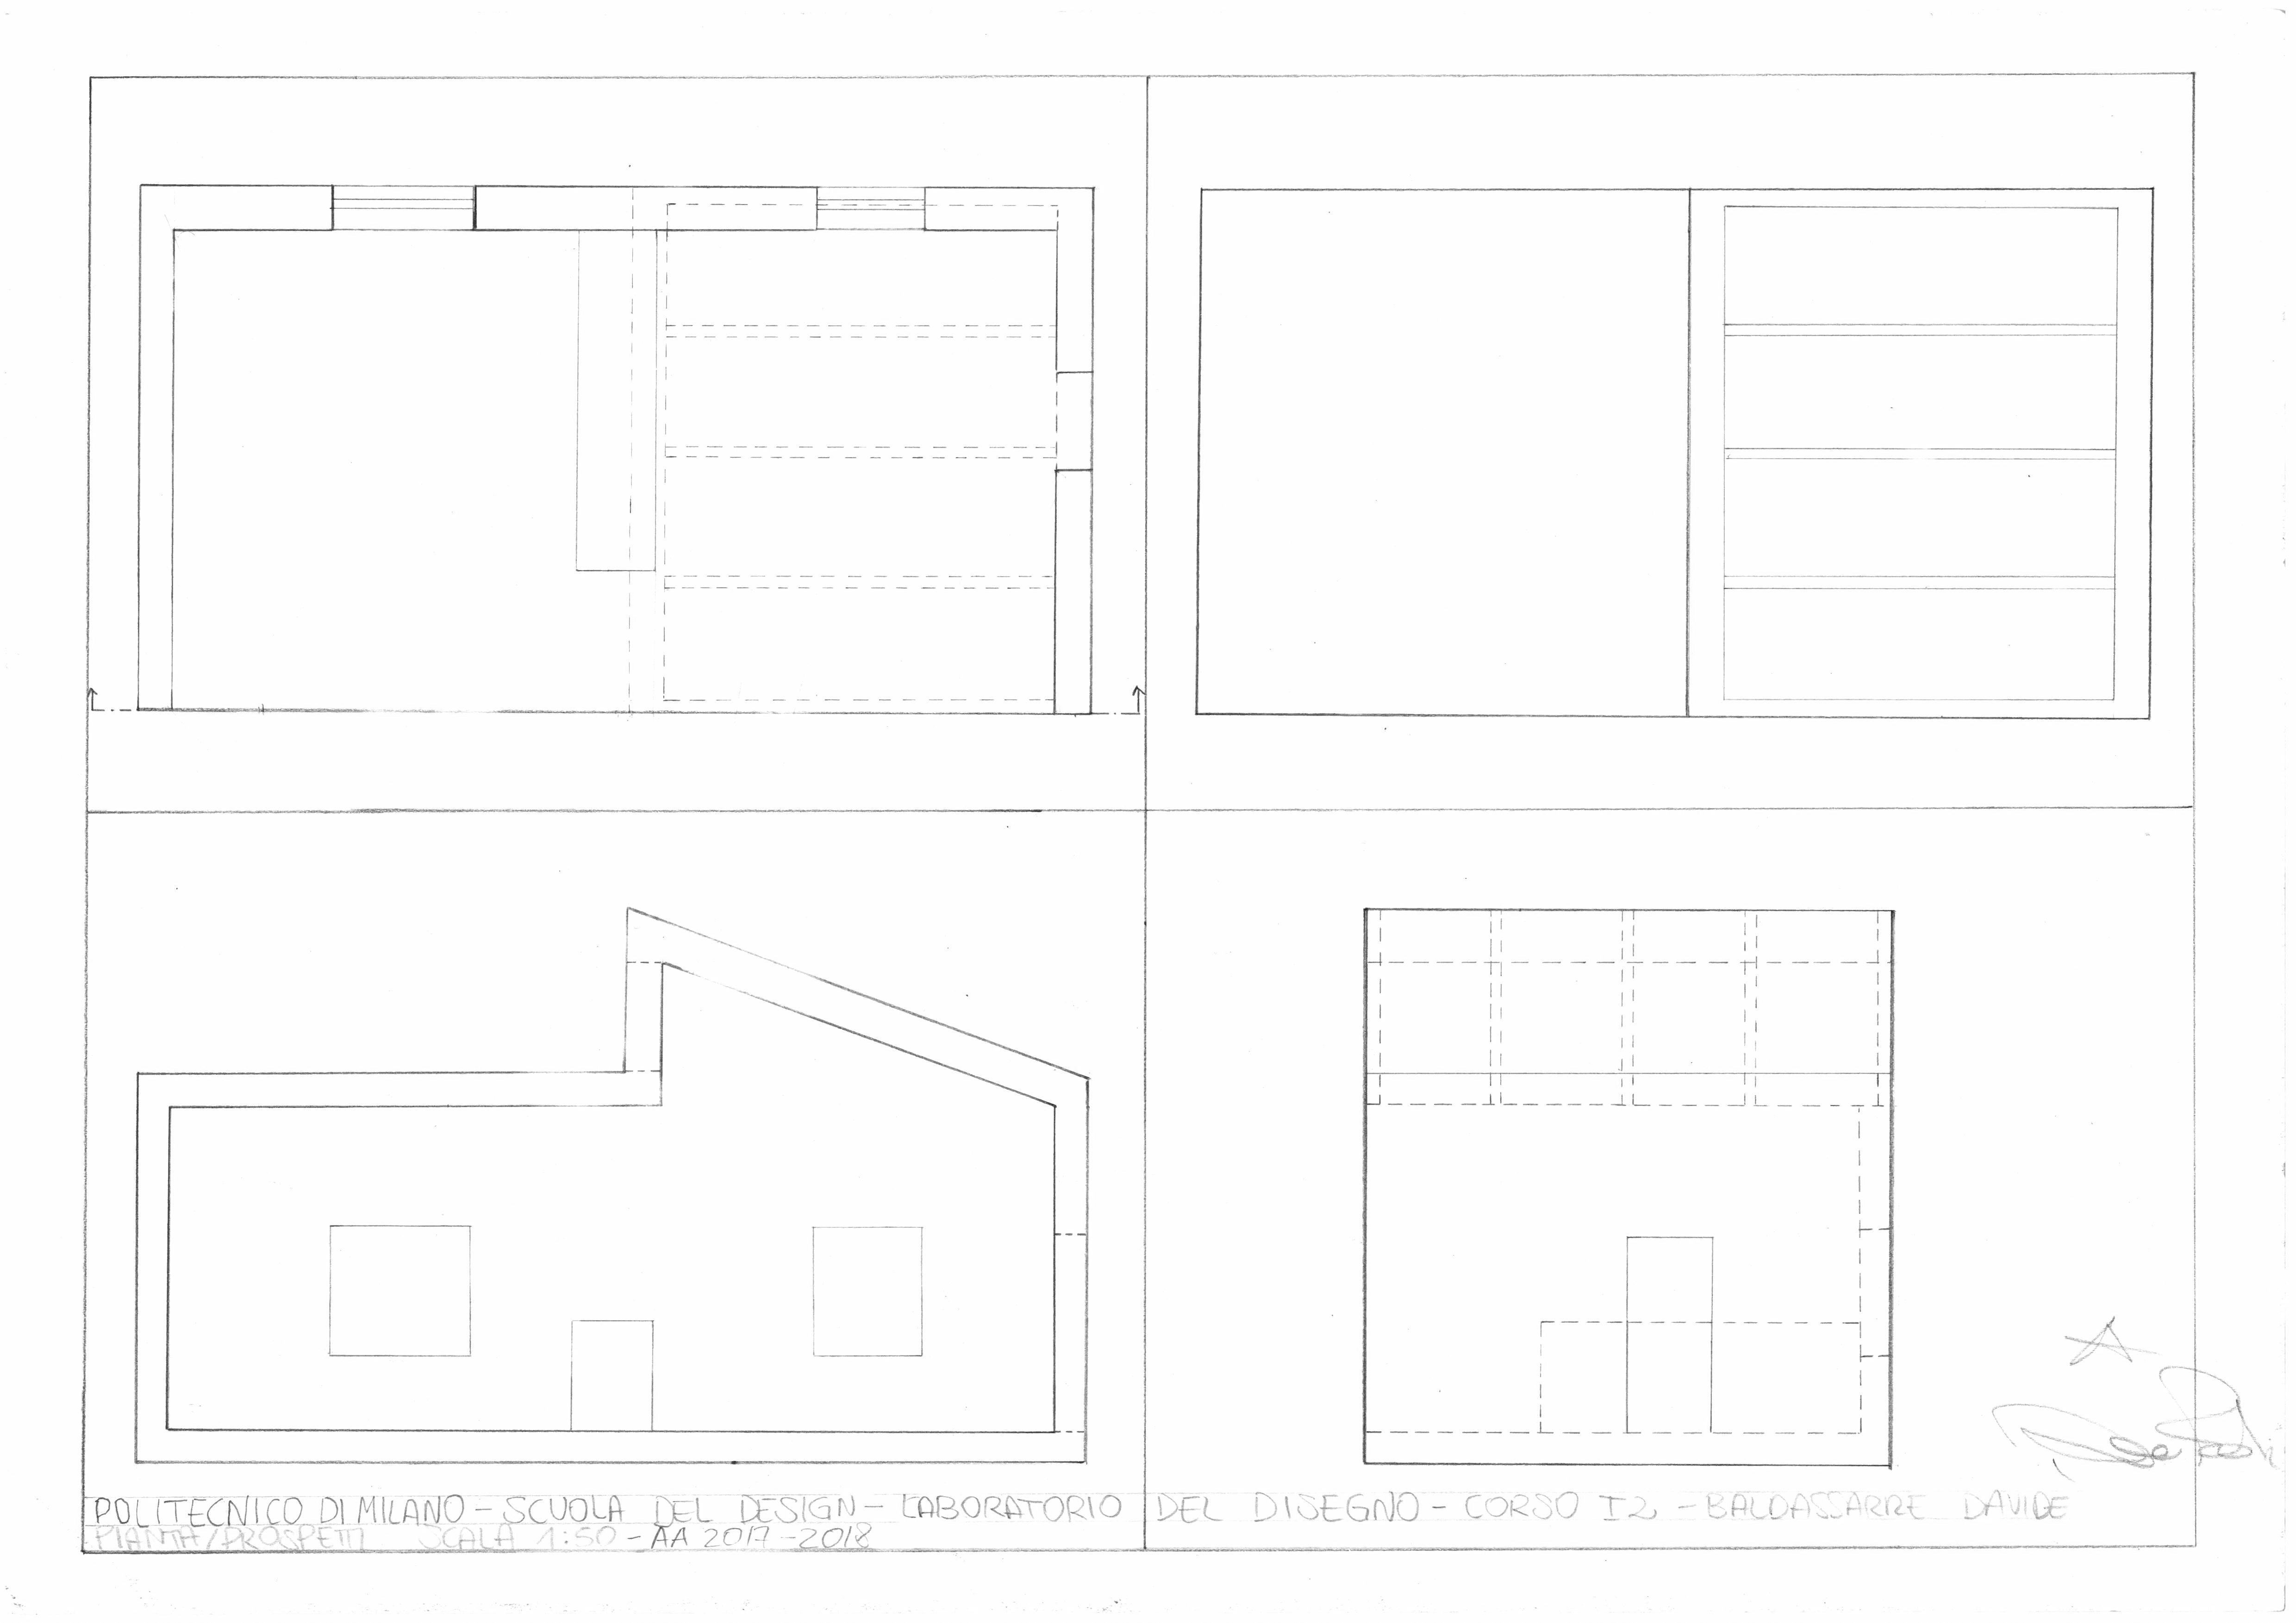 POLITECNICO DI MILANO - SCUOLA DEL DESIGN - LABORATORIO DEL DISEGNO - CORSO I2 - BALDASSARRE DAVIDE
PIANTA/PROSPETTI SCALA 1:50 - AA 2017-2018